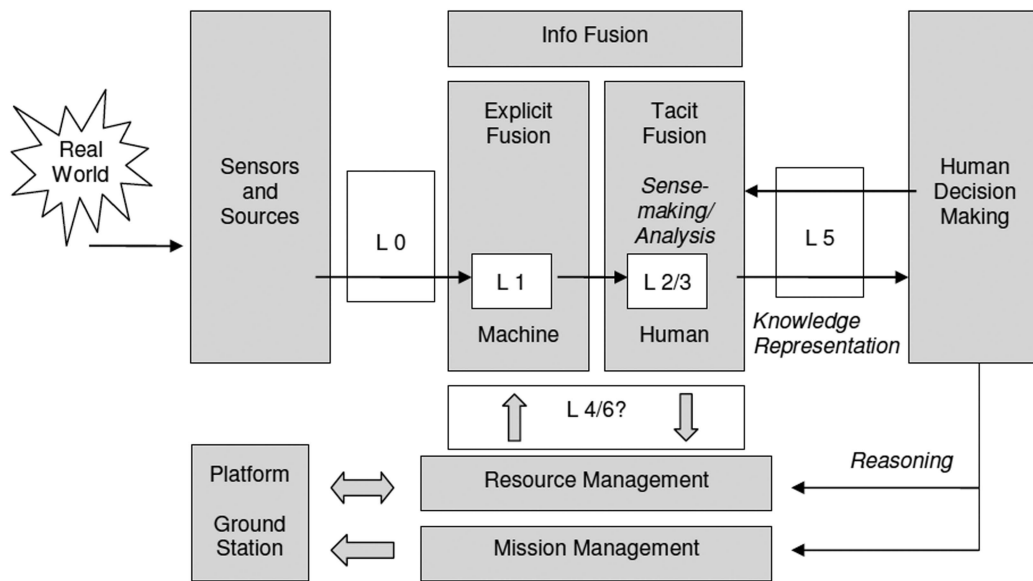 Info Fusion
Real
World
Sensors
and
Sources
L 0
Explicit
Fusion
L 1
Machine
Tacit
Fusion
Sense-
making/
Analysis
L 2/3
Human
L 5
Knowledge
Representation
Human
Decision
Making
L 4/6?
Reasoning
Platform
Ground
Station
Resource Management
Mission Management